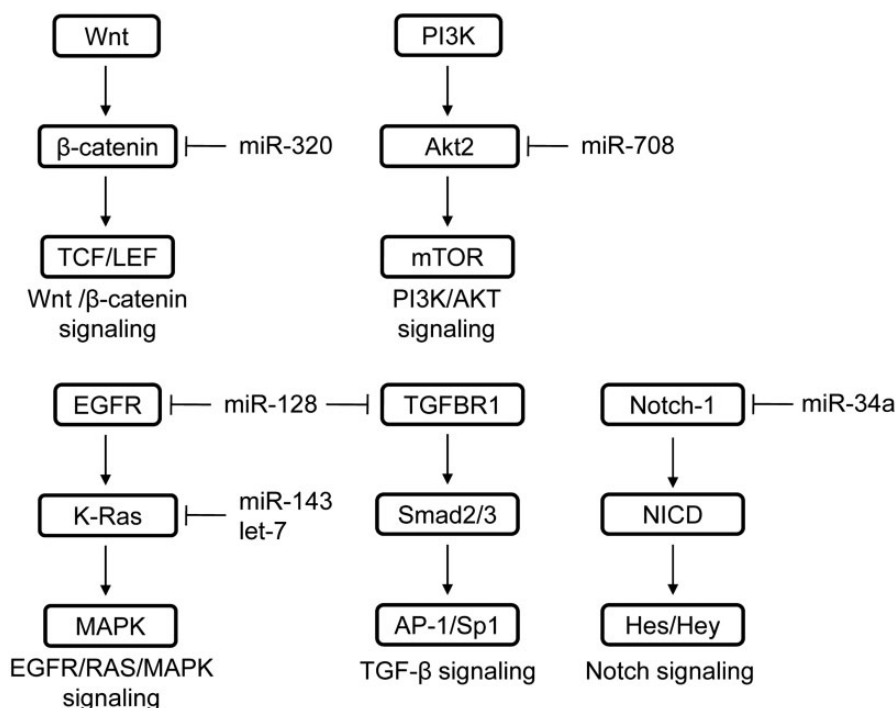 Wnt
PI3K
β-catenin
miR-320
Akt2
miR-708
TCF/LEF
mTOR
Wnt /β-catenin
signaling
PI3K/AKT
signaling
EGFR
miR-128
TGFBR1
Notch-1
miR-34a
K-Ras
miR-143
let-7
Smad2/3
NICD
MAPK
AP-1/Sp1
Hes/Hey
EGFR/RAS/MAPK
signaling
TGF-β signaling
Notch signaling